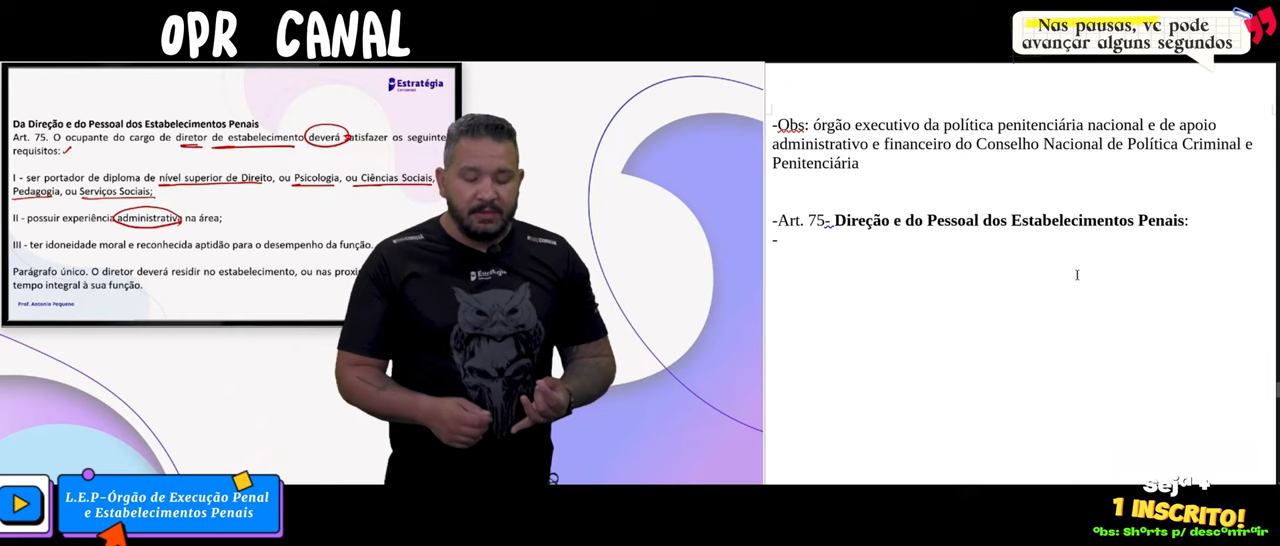 OPR CANAL
Nas pausas, vc pode
avançar alguns segundos
Estratégia
Concursos
Da Direção e do Pessoal dos Estabelecimentos Penais
Art. 75. O ocupante do cargo de diretor de estabelecimento deverá satisfazer os seguinte
requisitos:
I - ser portador de diploma de nível superior de Direito, ou Psicologia, ou Ciências Sociais,
Pedagogia, ou Serviços Sociais;
II - possuir experiência administrativa na área;
III - ter idoneidade moral e reconhecida aptidão para o desempenho da função.
Parágrafo único. O diretor deverá residir no estabelecimento, ou nas proxi
tempo integral à sua função.
Prof. Antonio Pequeno
Estratégia
-Obs: órgão executivo da política penitenciária nacional e de apoio
administrativo e financeiro do Conselho Nacional de Política Criminal e
Penitenciária
-Art. 75- Direção e do Pessoal dos Estabelecimentos Penais:
-
L.E.P-Órgão de Execução Penal
e Estabelecimentos Penais
Seja +
1 INSCRITO!
Obs: Shorts p/ descontrair